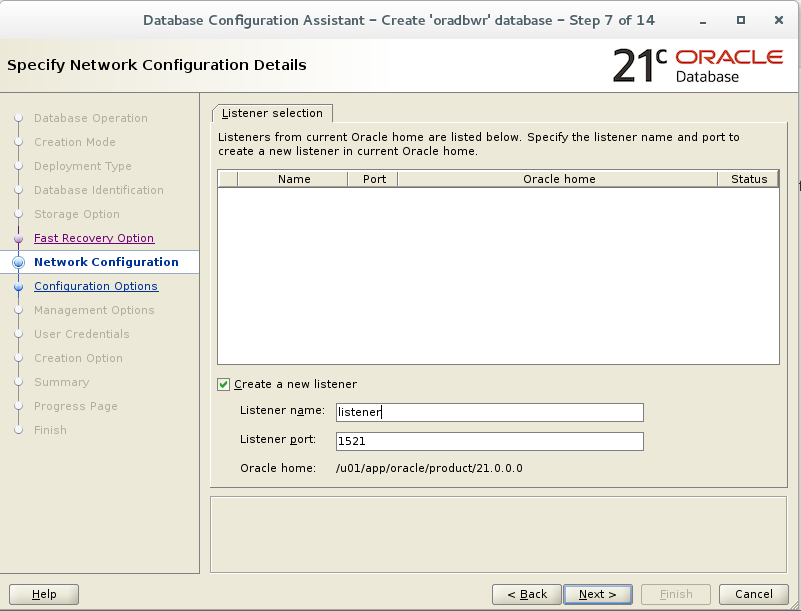 Database Configuration Assistant – Create 'oradbwr' database – Step 7 of 14
Specify Network Configuration Details
21c ORACLE
Database
Database Operation
Creation Mode
Deployment Type
Database Identification
Storage Option
Fast Recovery Option
Network Configuration
Configuration Options
Management Options
User Credentials
Creation Option
Summary
Progress Page
Finish
Listener selection
Listeners from current Oracle home are listed below. Specify the listener name and port to
create a new listener in current Oracle home.
Name Port Oracle home Status
Create a new listener
Listener name: listener
Listener port: 1521
Oracle home: /u01/app/oracle/product/21.0.0.0
Help < Back Next > Finish Cancel